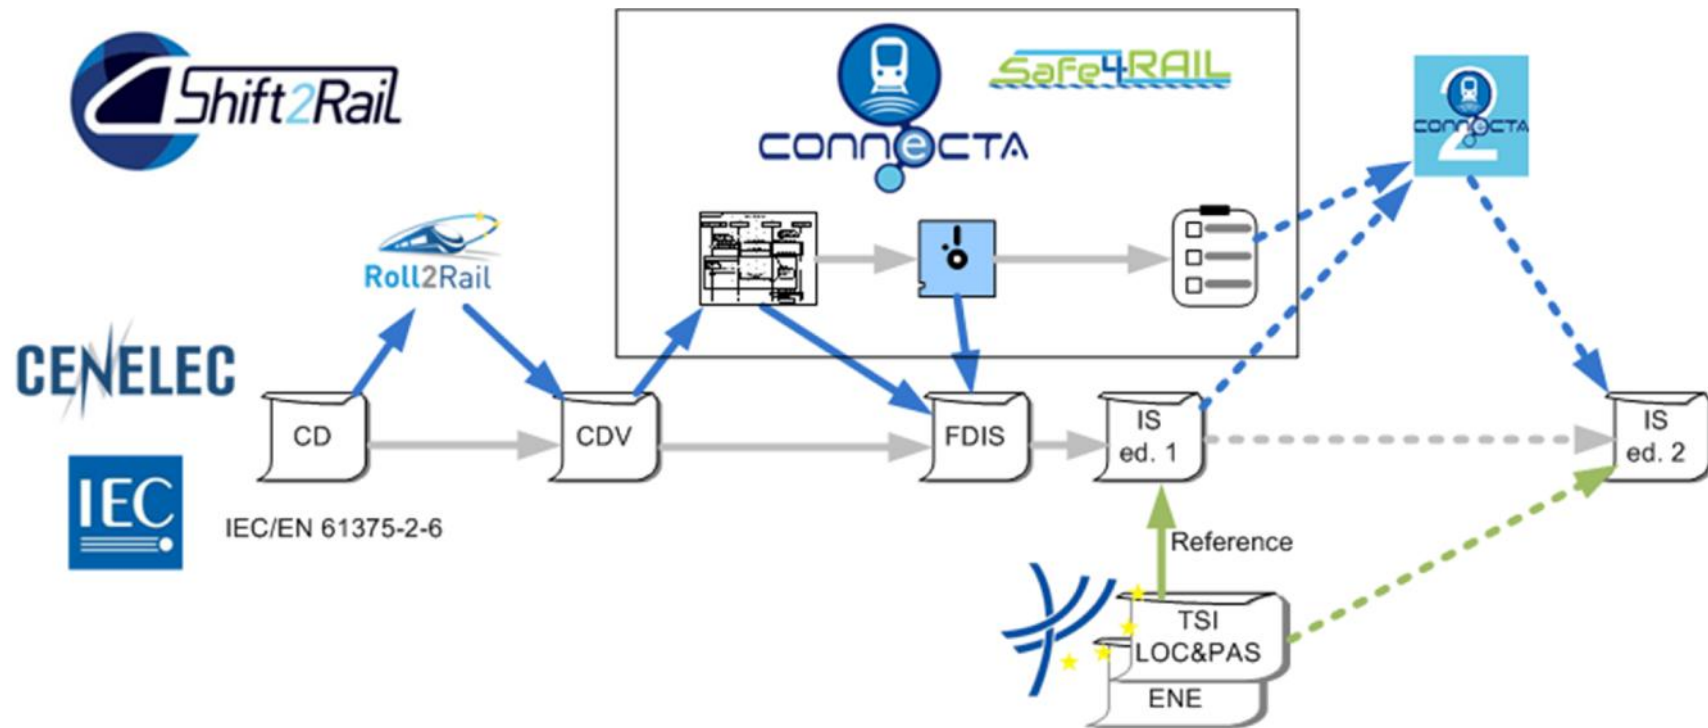 Shift2Rail
CONNECTA
Safe4RAIL
2
CONNECTA
Roll2Rail
CENELEC
IEC
CD
CDV
FDIS
IS
ed. 1
IS
ed. 2
IEC/EN 61375-2-6
Reference
TSI
LOC&PAS
ENE